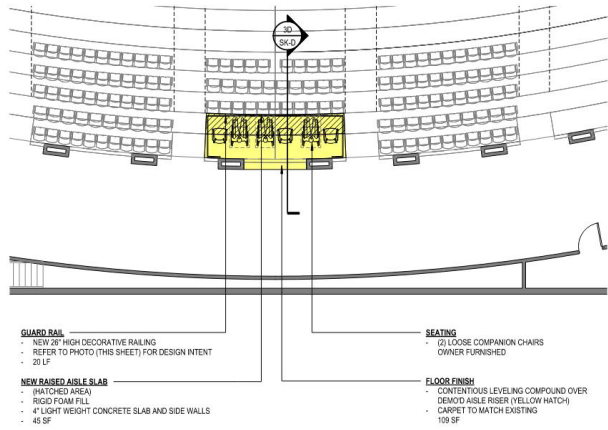 3D
SK-D
GUARD RAIL
- NEW 26" HIGH DECORATIVE RAILING
- REFER TO PHOTO (THIS SHEET) FOR DESIGN INTENT
- 20 LF
NEW RAISED AISLE SLAB
- (HATCHED AREA)
- RIGID FOAM FILL
- 4" LIGHT WEIGHT CONCRETE SLAB AND SIDE WALLS
- 45 SF
SEATING
- (2) LOOSE COMPANION CHAIRS
OWNER FURNISHED
FLOOR FINISH
- CONTENTIOUS LEVELING COMPOUND OVER
DEMO'D AISLE RISER (YELLOW HATCH)
- CARPET TO MATCH EXISTING
109 SF